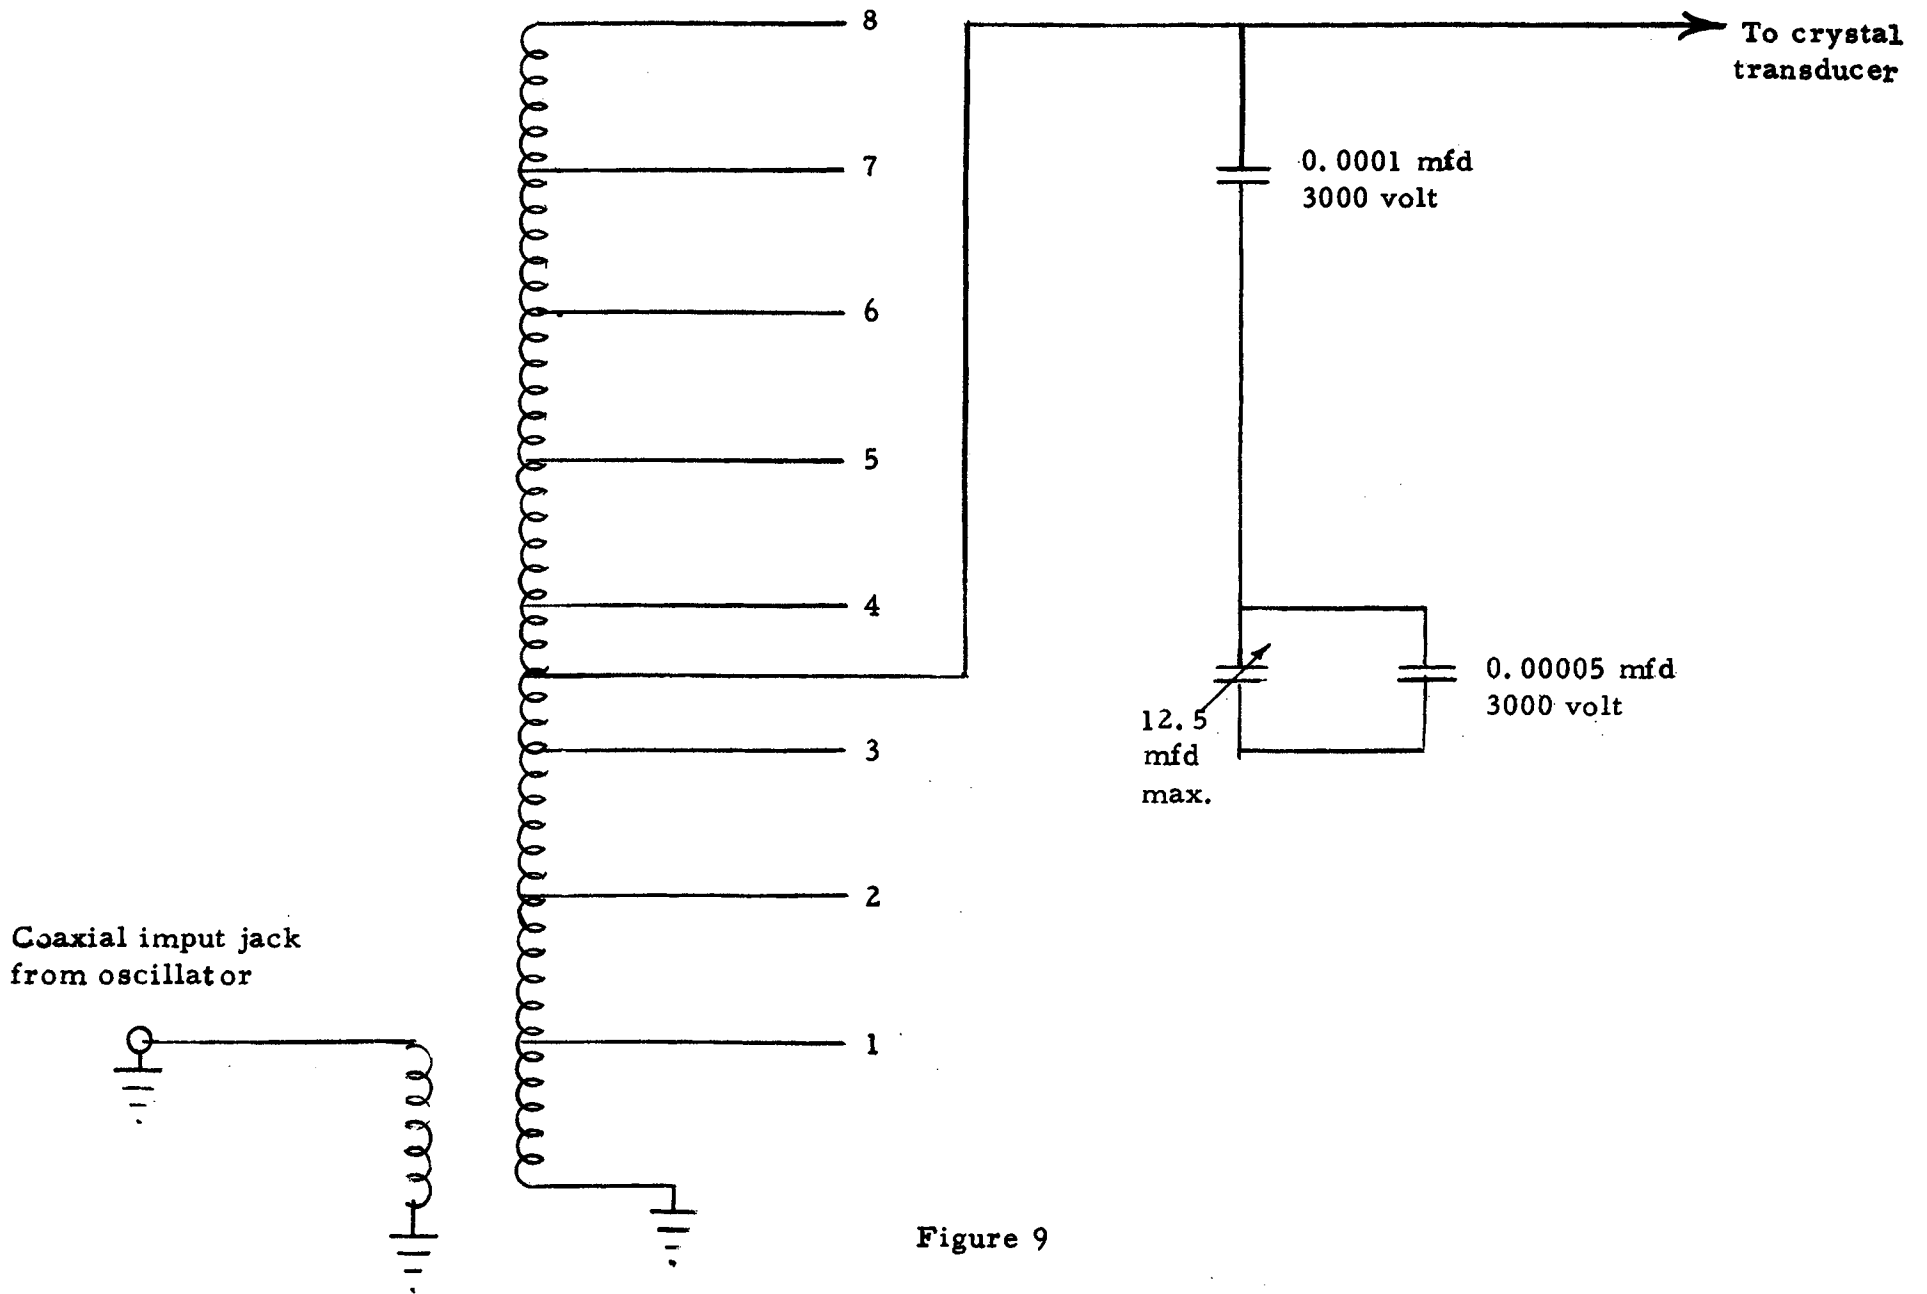 8
To crystal
transducer
7
0.0001 mfd
3000 volt
6
5
4
0.00005 mfd
3000 volt
12.5
mfd
max.
3
2
Coaxial imput jack
from oscillator
1
Figure 9